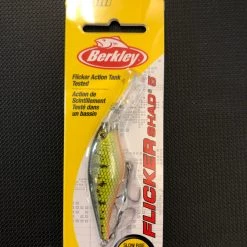 Berkley
Flicker Action Tank
Tested
Action de
Scintillement
Testé dans
un bassin
FLICKER SHAD 5
SLOW RISE